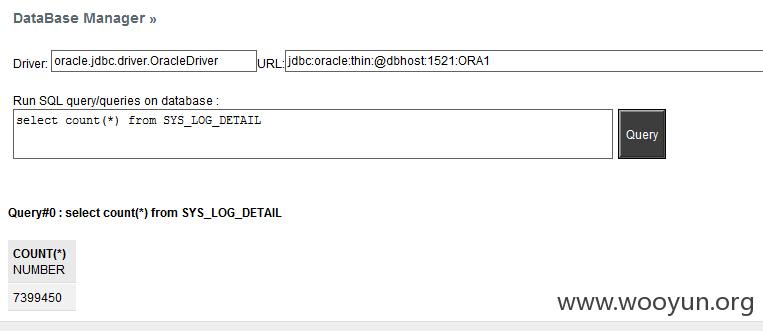 DataBase Manager »
Driver: oracle.jdbc.driver.OracleDriver URL: jdbc:oracle:thin:@dbhost:1521:ORA1
Run SQL query/queries on database :
select count(*) from SYS_LOG_DETAIL
Query
Query#0 : select count(*) from SYS_LOG_DETAIL
COUNT(*)
NUMBER
7399450
www.wooyun.org